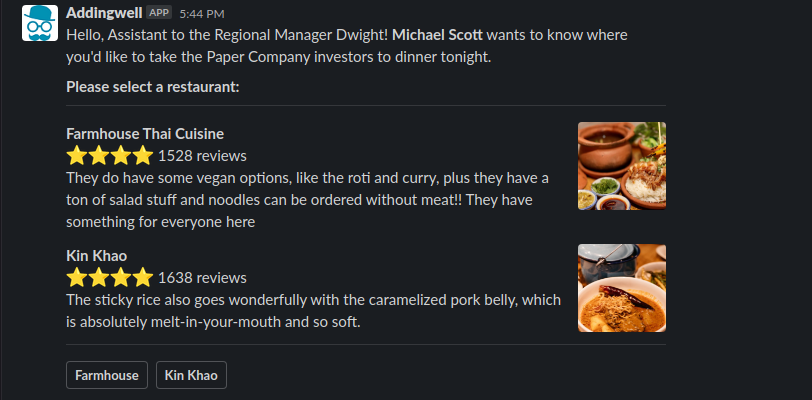 Addingwell APP 5:44 PM
Hello, Assistant to the Regional Manager Dwight! Michael Scott wants to know where
you'd like to take the Paper Company investors to dinner tonight.
Please select a restaurant:
Farmhouse Thai Cuisine
1528 reviews
They do have some vegan options, like the roti and curry, plus they have a
ton of salad stuff and noodles can be ordered without meat!! They have
something for everyone here
Kin Khao
1638 reviews
The sticky rice also goes wonderfully with the caramelized pork belly, which
is absolutely melt-in-your-mouth and so soft.
Farmhouse Kin Khao